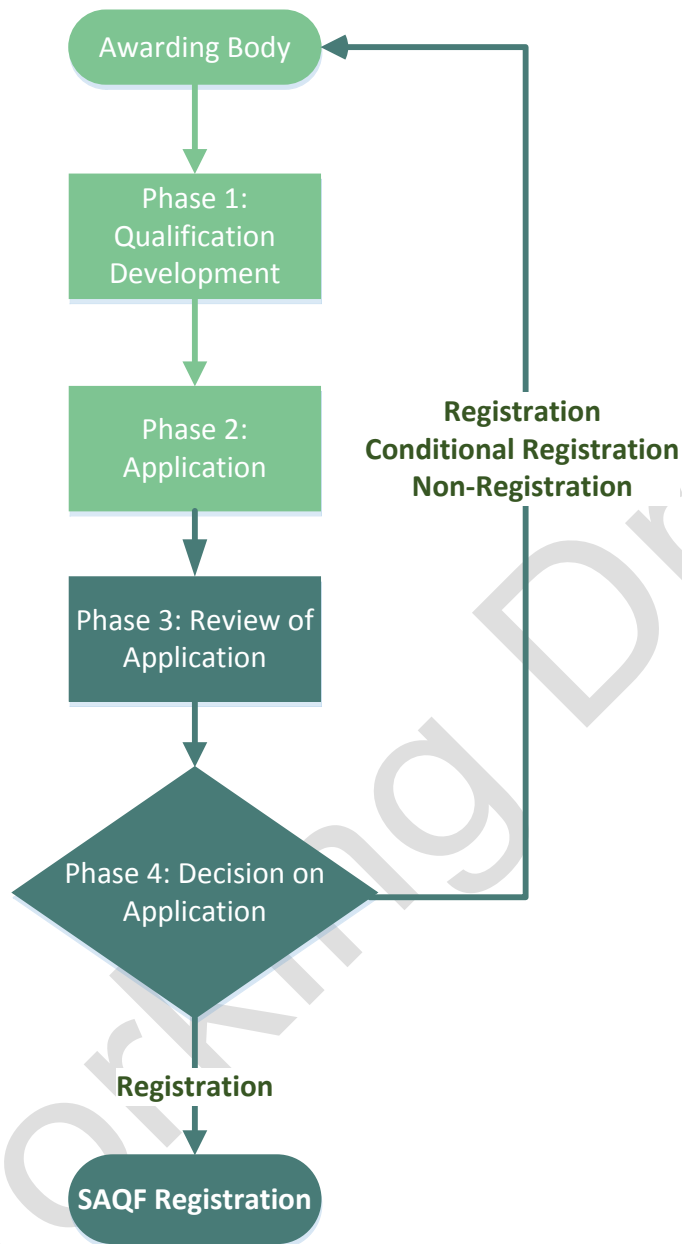 Awarding Body
Phase 1:
Qualification
Development
Phase 2:
Application
Registration
Conditional Registration
Non-Registration
Phase 3: Review of
Application
Phase 4: Decision on
Application
Registration
SAQF Registration